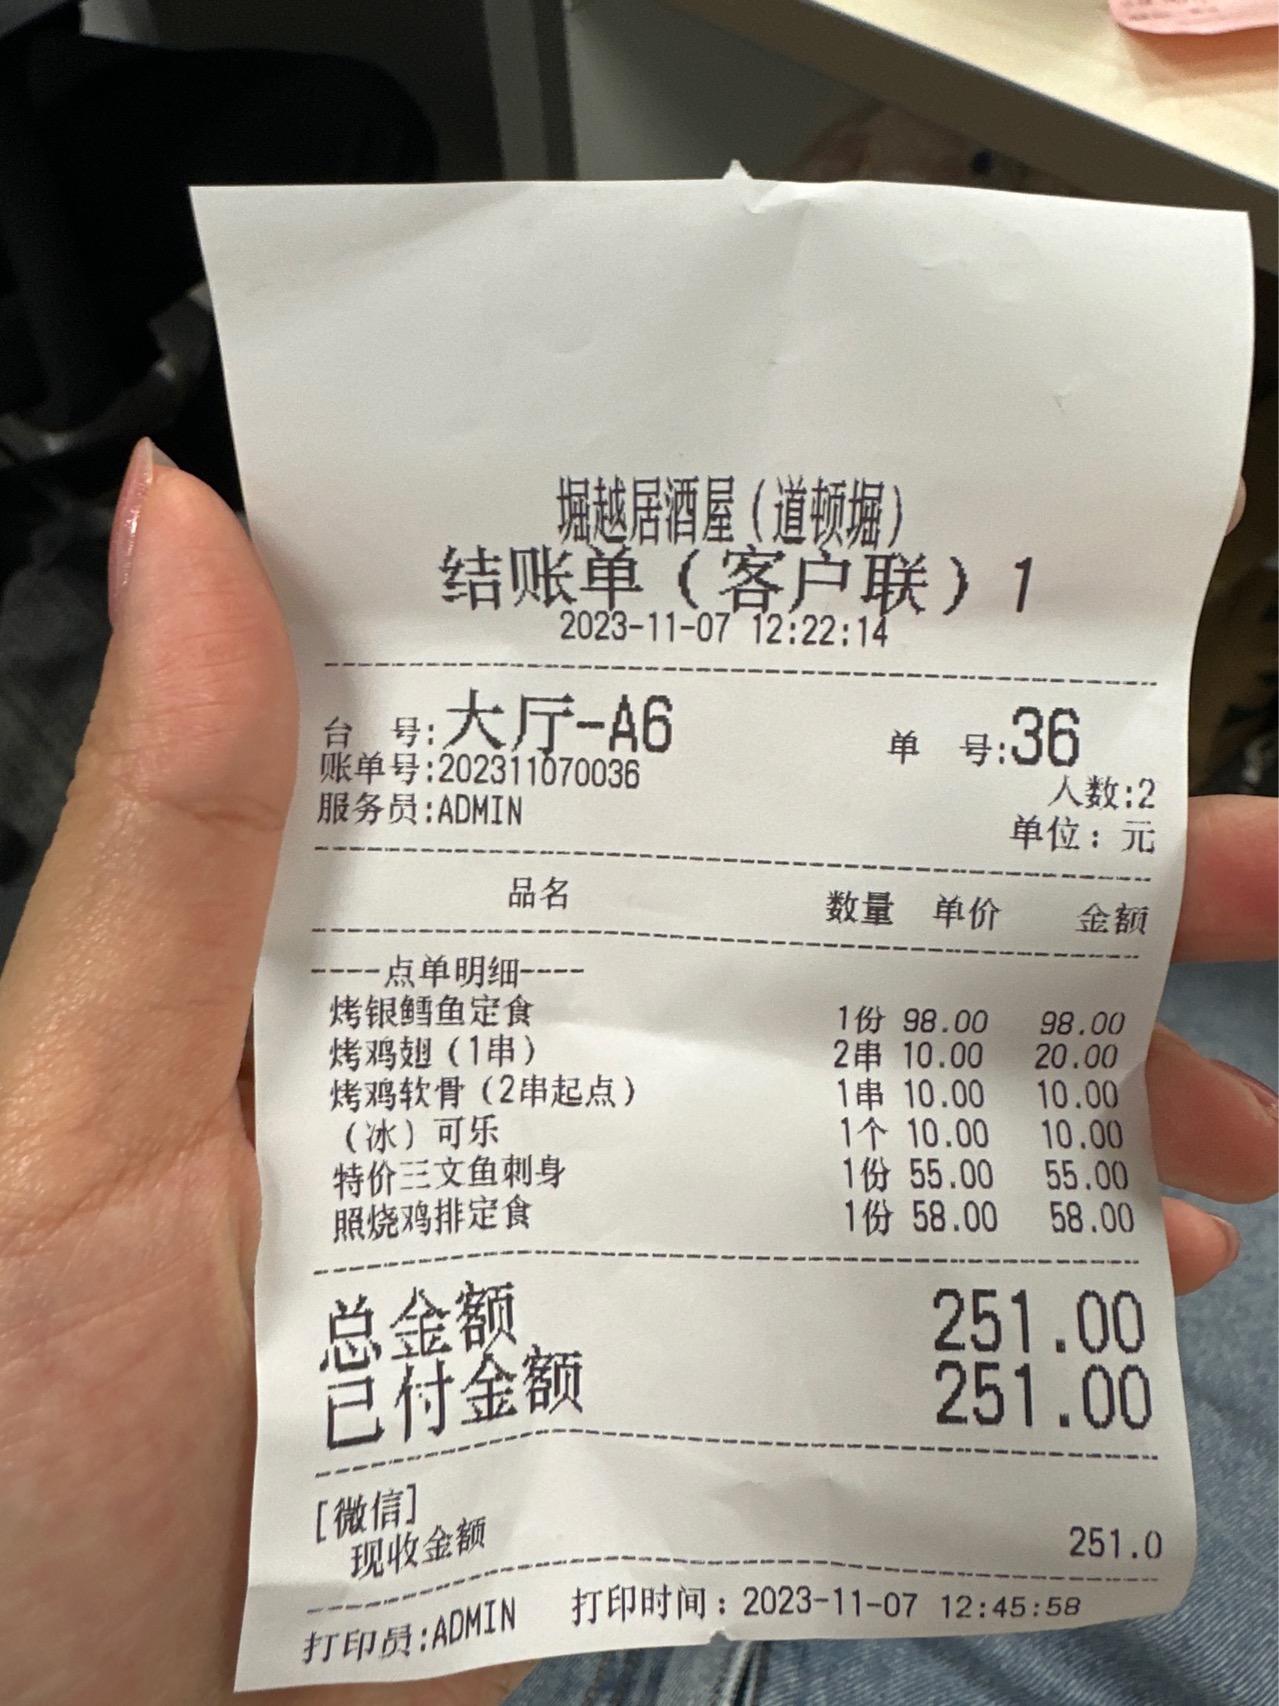 堀越居酒屋（道顿堀）
结账单（客户联）1
2023-11-07 12:22:14
台 号:大厅-A6 单 号:36
账单号:202311070036 人数:2
服务员:ADMIN 单位：元
品名 数量 单价 金额
----点单明细----
烤银鳕鱼定食 1份 98.00 98.00
烤鸡翅（1串） 2串 10.00 20.00
烤鸡软骨（2串起点） 1串 10.00 10.00
（冰）可乐 1个 10.00 10.00
特价三文鱼刺身 1份 55.00 55.00
照烧鸡排定食 1份 58.00 58.00
总金额 251.00
已付金额 251.00
[微信]
现收金额 251.0
打印员:ADMIN 打印时间：2023-11-07 12:45:58